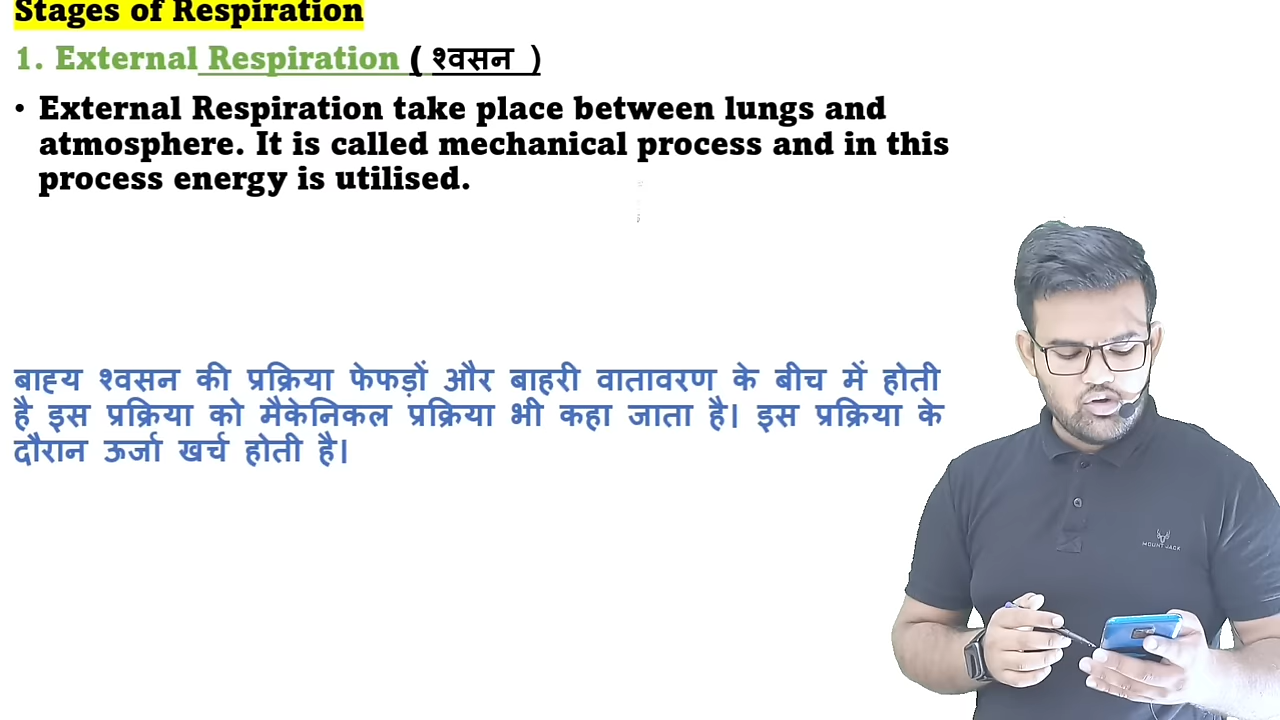 Stages of Respiration
1. External Respiration ( श्वसन )
• External Respiration take place between lungs and
atmosphere. It is called mechanical process and in this
process energy is utilised.
बाह्य श्वसन की प्रक्रिया फेफड़ों और बाहरी वातावरण के बीच में होती
है इस प्रक्रिया को मैकेनिकल प्रक्रिया भी कहा जाता है। इस प्रक्रिया के
दौरान ऊर्जा खर्च होती है।
MOUNT JACK